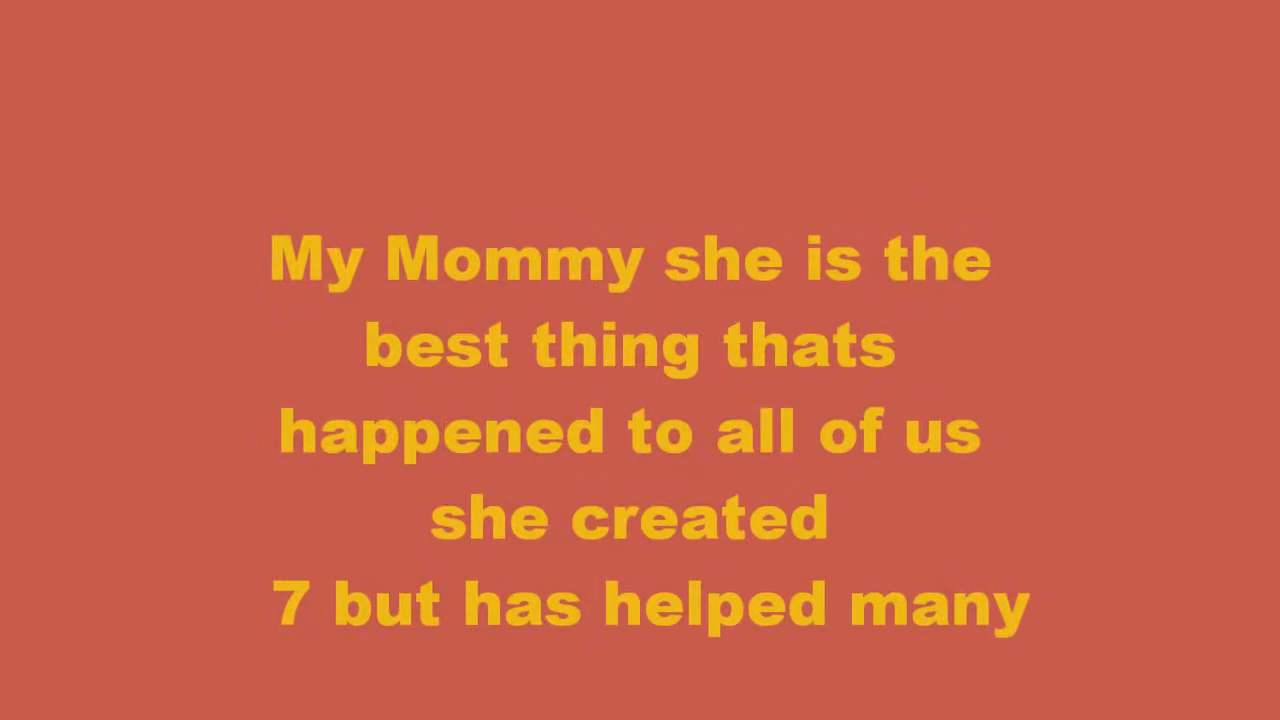 My Mommy she is the
best thing thats
happened to all of us
she created
7 but has helped many